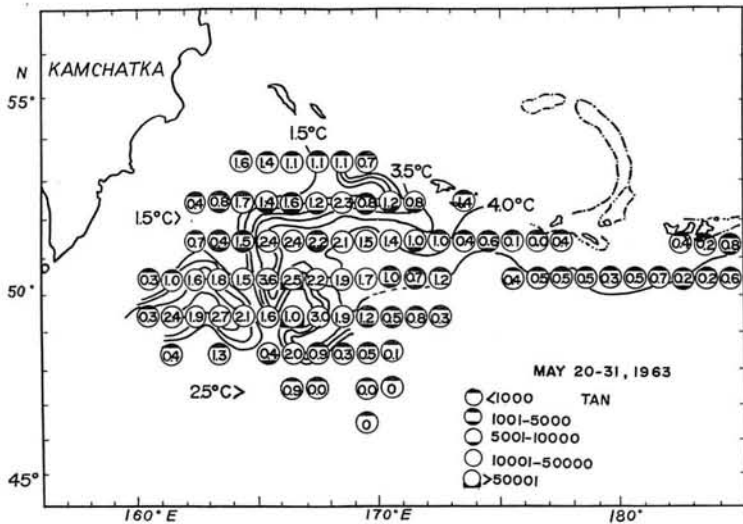 N KAMCHATKA
55°
1.5°C
1.6 1.4 1.1 1.1 1.1 0.7
3.5°C
0.4 0.8 1.7 1.4 1.6 1.2 2.3 0.8 1.2 0.8 1.4
1.5°C> 4.0°C
0.7 0.4 1.5 2.4 2.4 2.2 2.1 1.5 1.4 1.0 1.0 0.4 0.6 0.1 0.0 0.4 0.4 0.2 0.8
50° 0.3 1.0 1.6 1.8 1.5 3.6 2.5 2.2 1.9 1.7 1.0 0.7 1.2 0.4 0.5 0.5 0.5 0.3 0.5 0.7 0.2 0.2 0.6
0.3 2.4 1.9 2.7 2.1 1.6 1.0 3.0 1.9 1.2 0.5 0.8 0.3
0.4 1.3 0.4 2.0 0.9 0.3 0.5 0.1
MAY 20-31, 1963
2.5°C> 0.9 0.0 0.0 0
<1000 TAN
1001-5000
0
5001-10000
10001-50000
45° >50001
160°E 170°E 180°